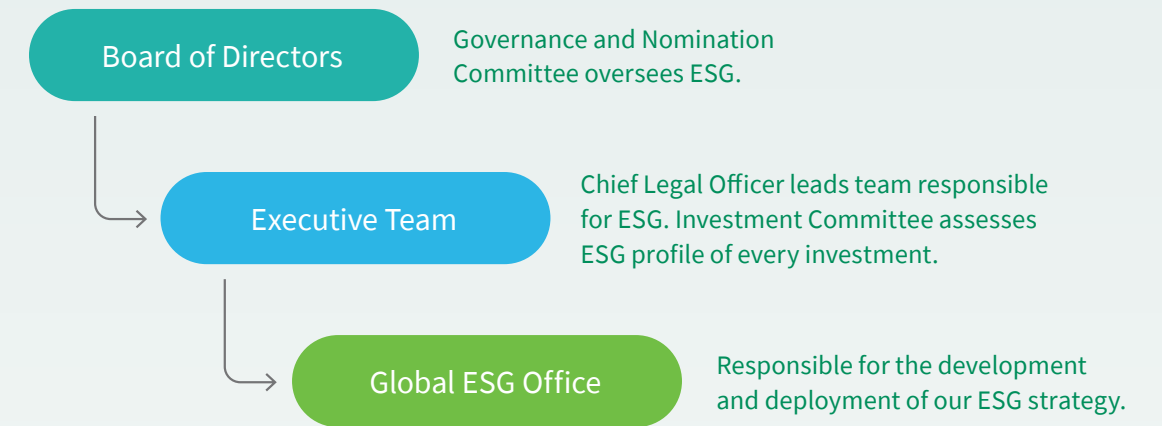 Board of Directors
Governance and Nomination
Committee oversees ESG.
Executive Team
Chief Legal Officer leads team responsible
for ESG. Investment Committee assesses
ESG profile of every investment.
Global ESG Office
Responsible for the development
and deployment of our ESG strategy.